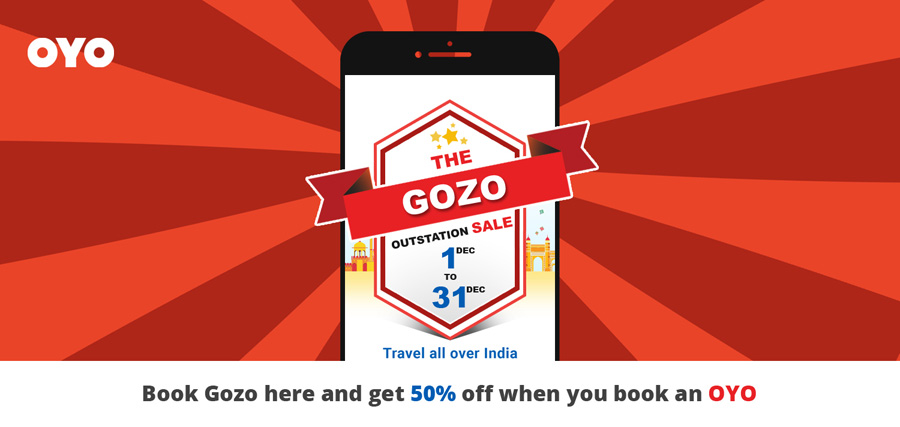 OYO
THE
GOZO
OUTSTATION SALE
1 DEC
TO
31 DEC
Travel all over India
Book Gozo here and get 50% off when you book an OYO